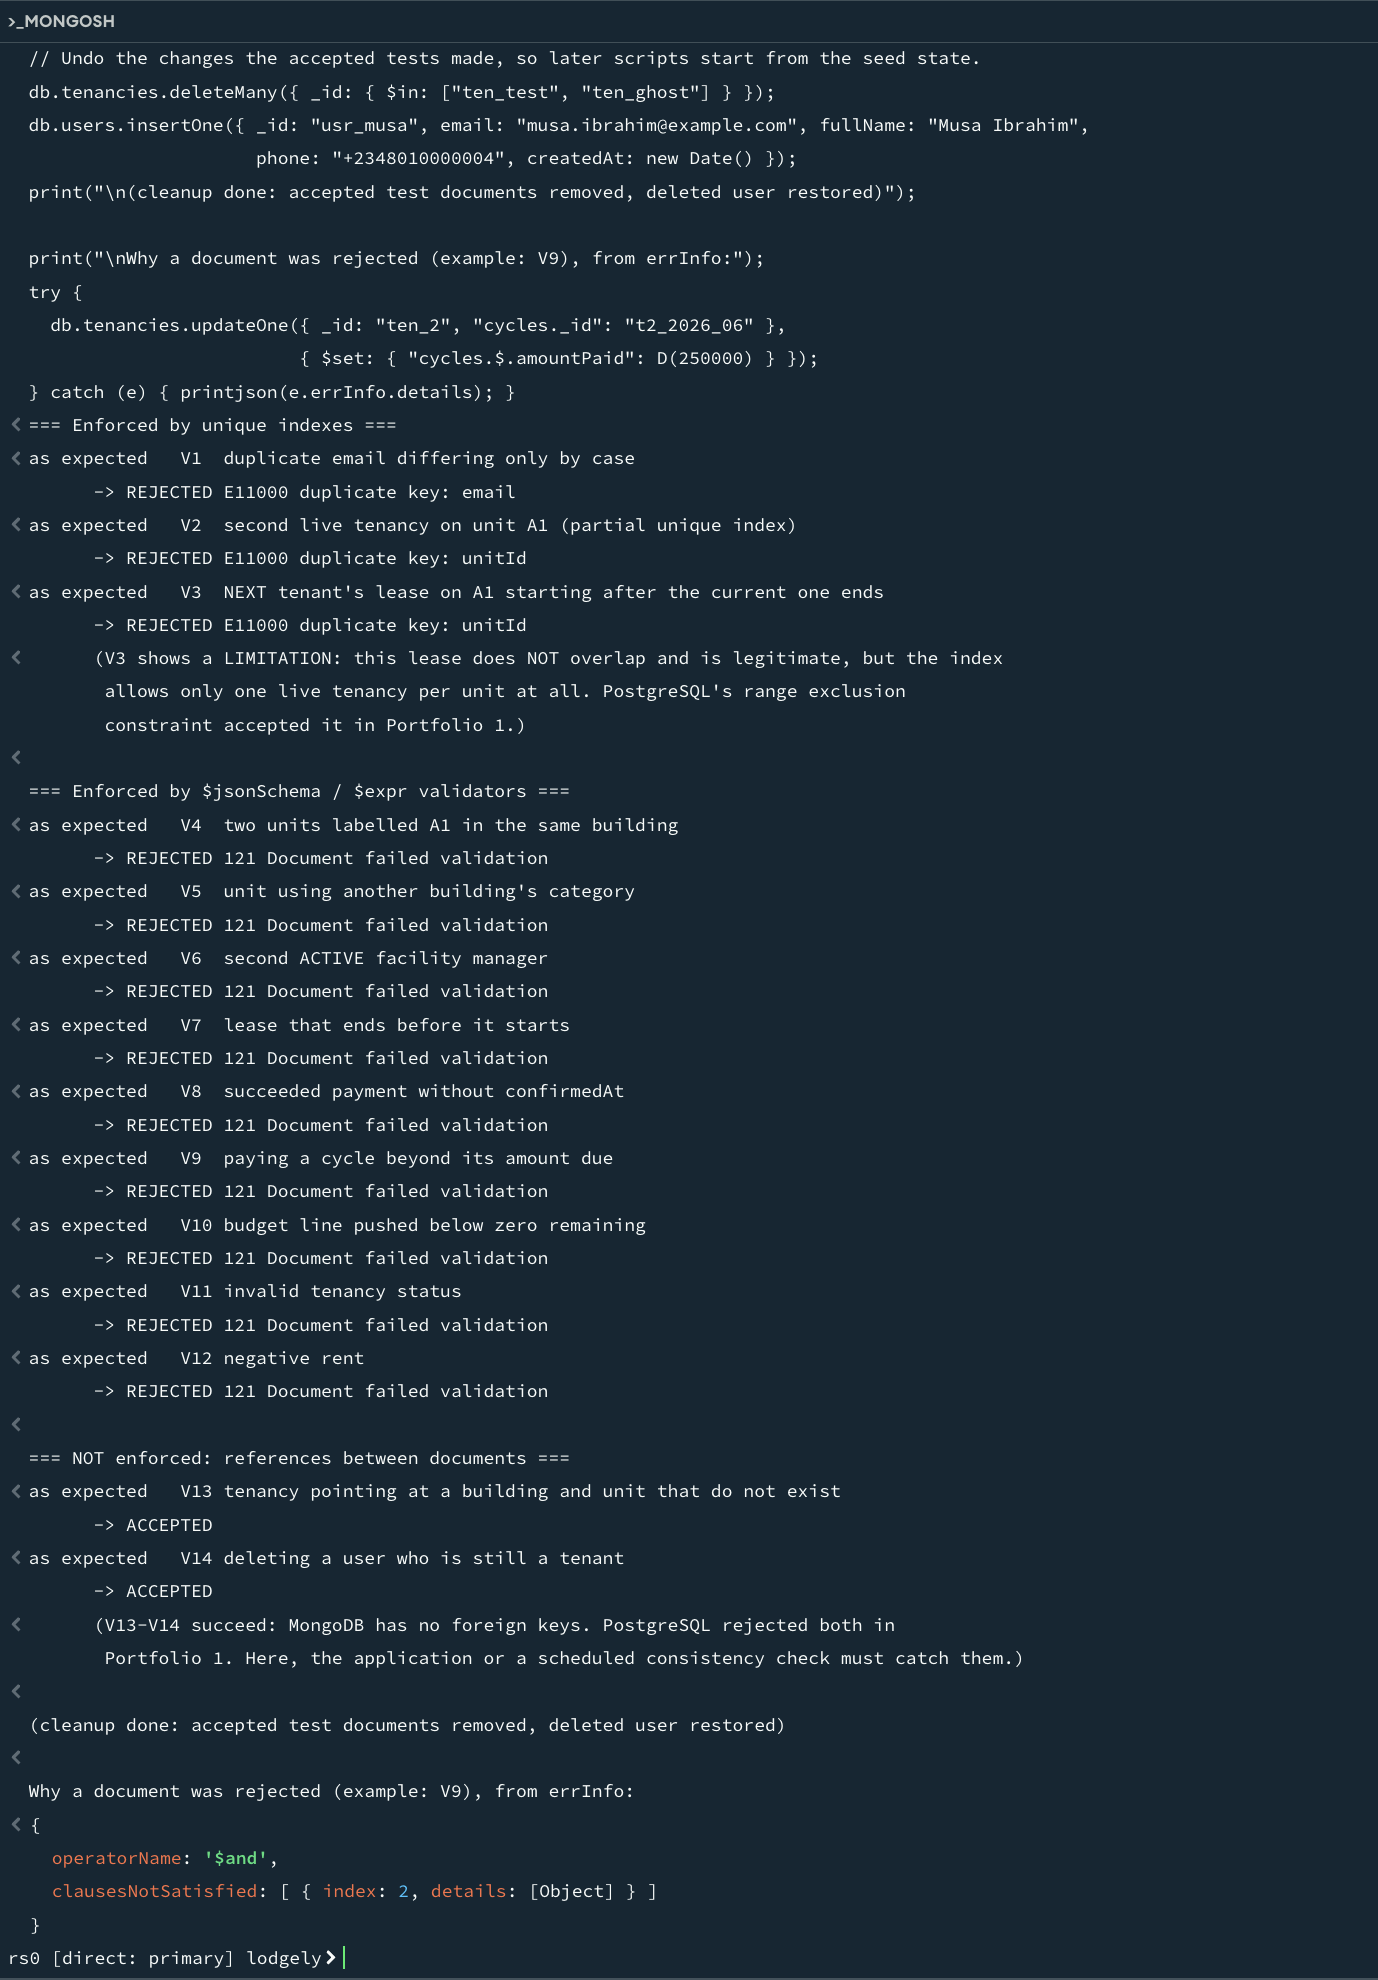 >_MONGOSH
// Undo the changes the accepted tests made, so later scripts start from the seed state.
db.tenancies.deleteMany({ _id: { $in: ["ten_test", "ten_ghost"] } });
db.users.insertOne({ _id: "usr_musa", email: "musa.ibrahim@example.com", fullName: "Musa Ibrahim",
                     phone: "+2348010000004", createdAt: new Date() });
print("\n(cleanup done: accepted test documents removed, deleted user restored)");
print("\nWhy a document was rejected (example: V9), from errInfo:");
try {
  db.tenancies.updateOne({ _id: "ten_2", "cycles._id": "t2_2026_06" },
                         { $set: { "cycles.$.amountPaid": D(250000) } });
} catch (e) { printjson(e.errInfo.details); }
< === Enforced by unique indexes ===
< as expected   V1  duplicate email differing only by case
      -> REJECTED E11000 duplicate key: email
< as expected   V2  second live tenancy on unit A1 (partial unique index)
      -> REJECTED E11000 duplicate key: unitId
< as expected   V3  NEXT tenant's lease on A1 starting after the current one ends
      -> REJECTED E11000 duplicate key: unitId
<       (V3 shows a LIMITATION: this lease does NOT overlap and is legitimate, but the index
       allows only one live tenancy per unit at all. PostgreSQL's range exclusion
       constraint accepted it in Portfolio 1.)
<
=== Enforced by $jsonSchema / $expr validators ===
< as expected   V4  two units labelled A1 in the same building
      -> REJECTED 121 Document failed validation
< as expected   V5  unit using another building's category
      -> REJECTED 121 Document failed validation
< as expected   V6  second ACTIVE facility manager
      -> REJECTED 121 Document failed validation
< as expected   V7  lease that ends before it starts
      -> REJECTED 121 Document failed validation
< as expected   V8  succeeded payment without confirmedAt
      -> REJECTED 121 Document failed validation
< as expected   V9  paying a cycle beyond its amount due
      -> REJECTED 121 Document failed validation
< as expected   V10 budget line pushed below zero remaining
      -> REJECTED 121 Document failed validation
< as expected   V11 invalid tenancy status
      -> REJECTED 121 Document failed validation
< as expected   V12 negative rent
      -> REJECTED 121 Document failed validation
<
=== NOT enforced: references between documents ===
< as expected   V13 tenancy pointing at a building and unit that do not exist
      -> ACCEPTED
< as expected   V14 deleting a user who is still a tenant
      -> ACCEPTED
<       (V13-V14 succeed: MongoDB has no foreign keys. PostgreSQL rejected both in
       Portfolio 1. Here, the application or a scheduled consistency check must catch them.)
<
(cleanup done: accepted test documents removed, deleted user restored)
<
Why a document was rejected (example: V9), from errInfo:
< {
  operatorName: '$and',
  clausesNotSatisfied: [ { index: 2, details: [Object] } ]
}
rs0 [direct: primary] lodgely>